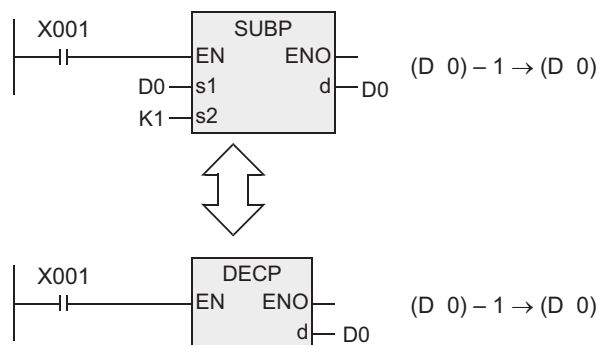 X001
SUBP
EN ENO
D0 s1 d D0
K1 s2
(D 0) – 1 → (D 0)
X001
DECP
EN ENO
d D0
(D 0) – 1 → (D 0)